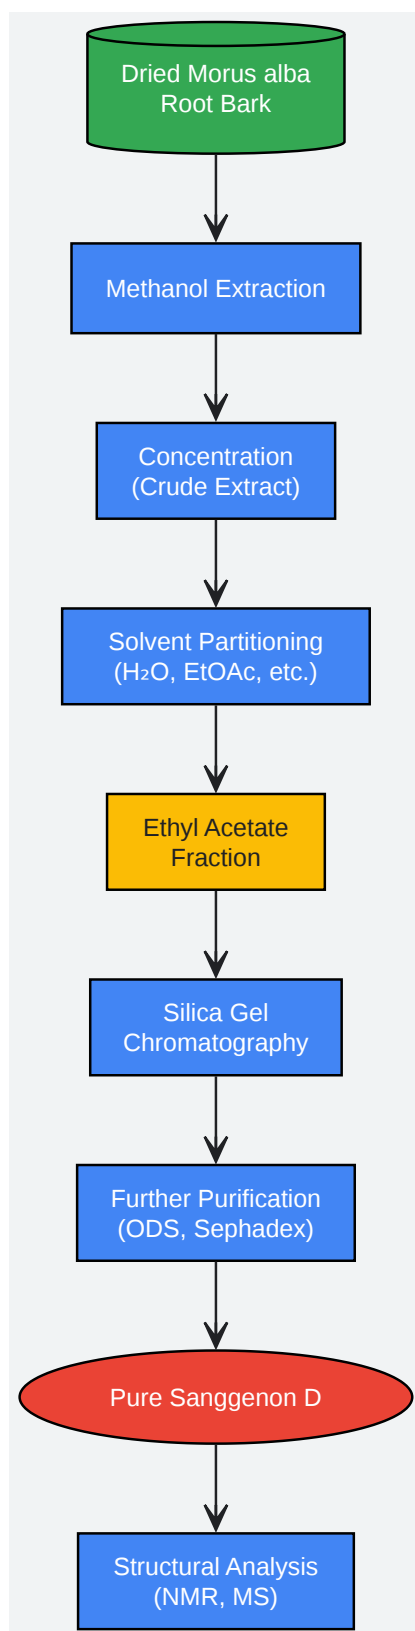 Dried Morus alba
Root Bark
Methanol Extraction
Concentration
(Crude Extract)
Solvent Partitioning
(H₂O, EtOAc, etc.)
Ethyl Acetate
Fraction
Silica Gel
Chromatography
Further Purification
(ODS, Sephadex)
Pure Sanggenon D
Structural Analysis
(NMR, MS)